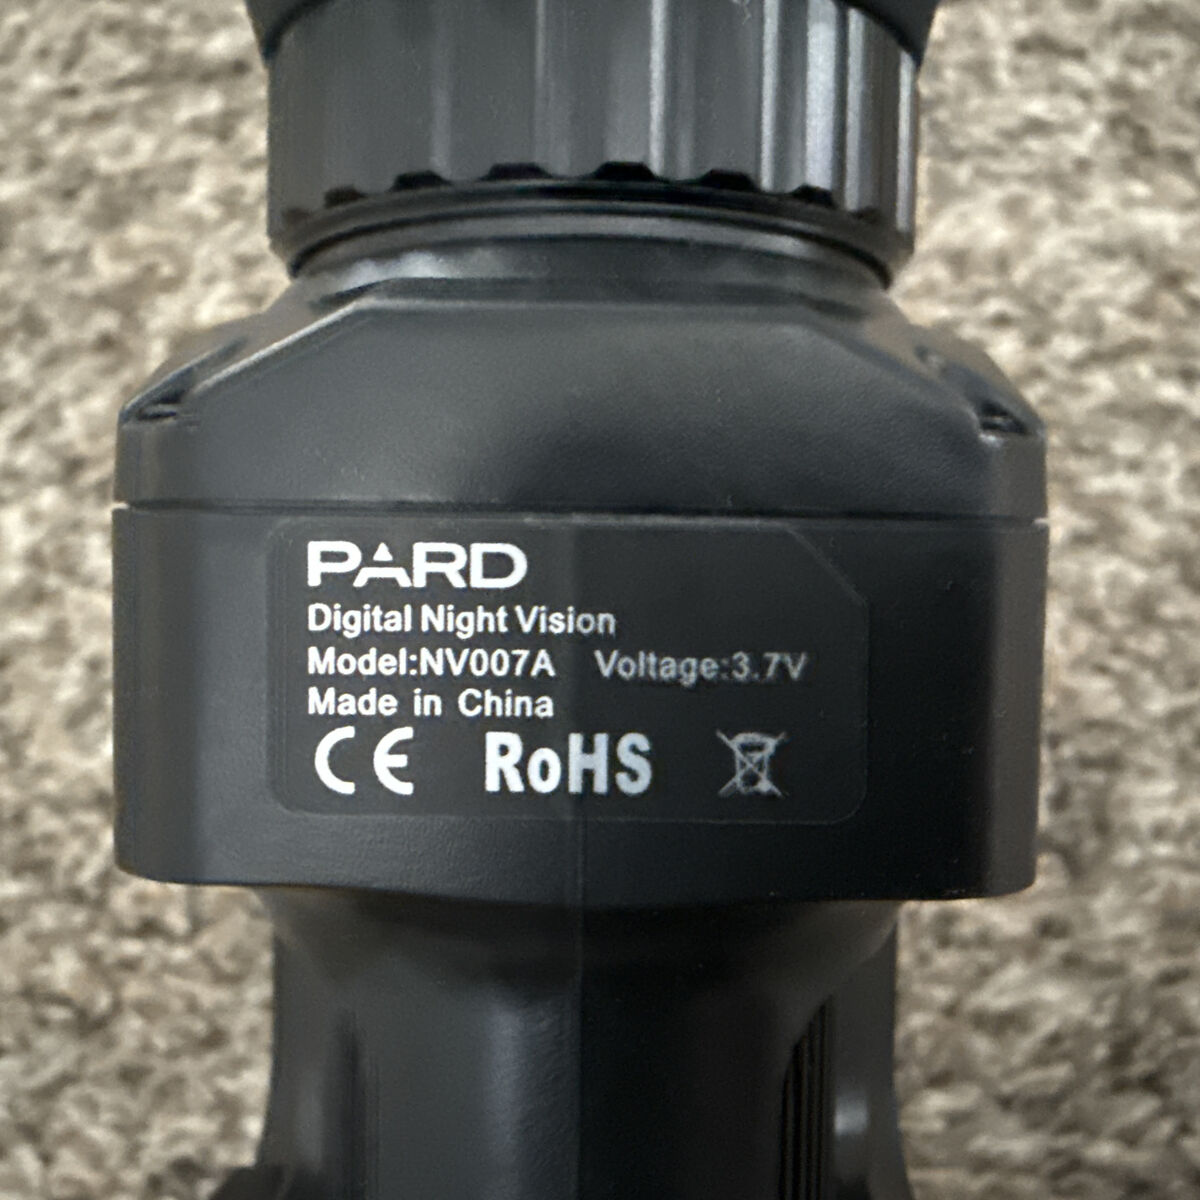 PARD
Digital Night Vision
Model:NV007A Voltage:3.7V
Made in China
CE RoHS